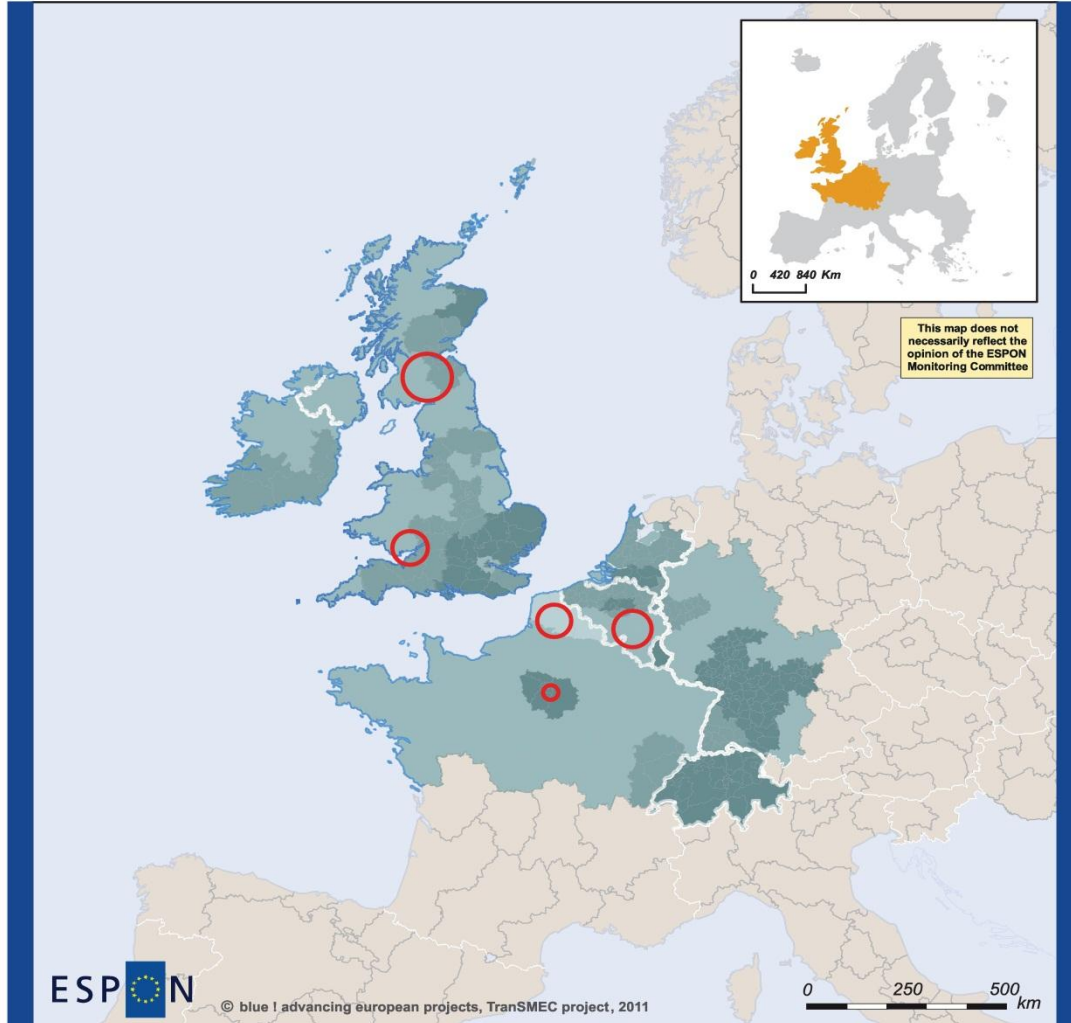 0 420 840 Km
This map does not
necessarily reflect the
opinion of the ESPON
Monitoring Committee
ESPON
© blue ! advancing european projects, TranSMEC project, 2011
0 250 500
km